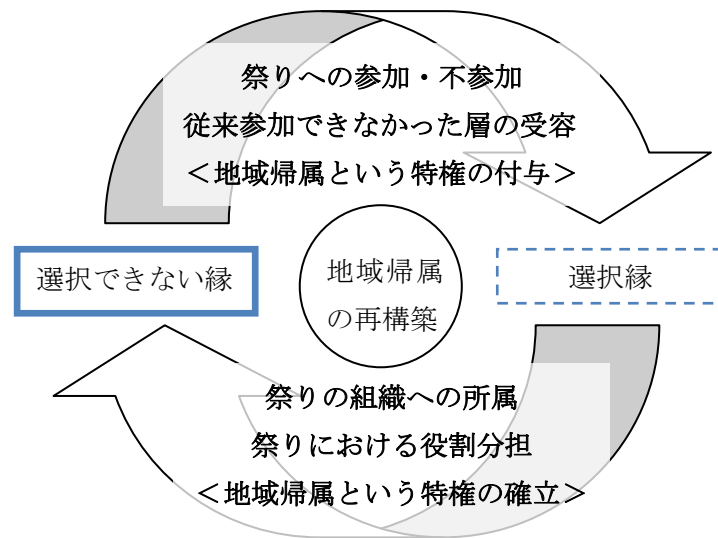 祭りへの参加・不参加
従来参加できなかった層の受容
＜地域帰属という特権の付与＞
選択できない縁
地域帰属
の再構築
選択縁
祭りの組織への所属
祭りにおける役割分担
＜地域帰属という特権の確立＞